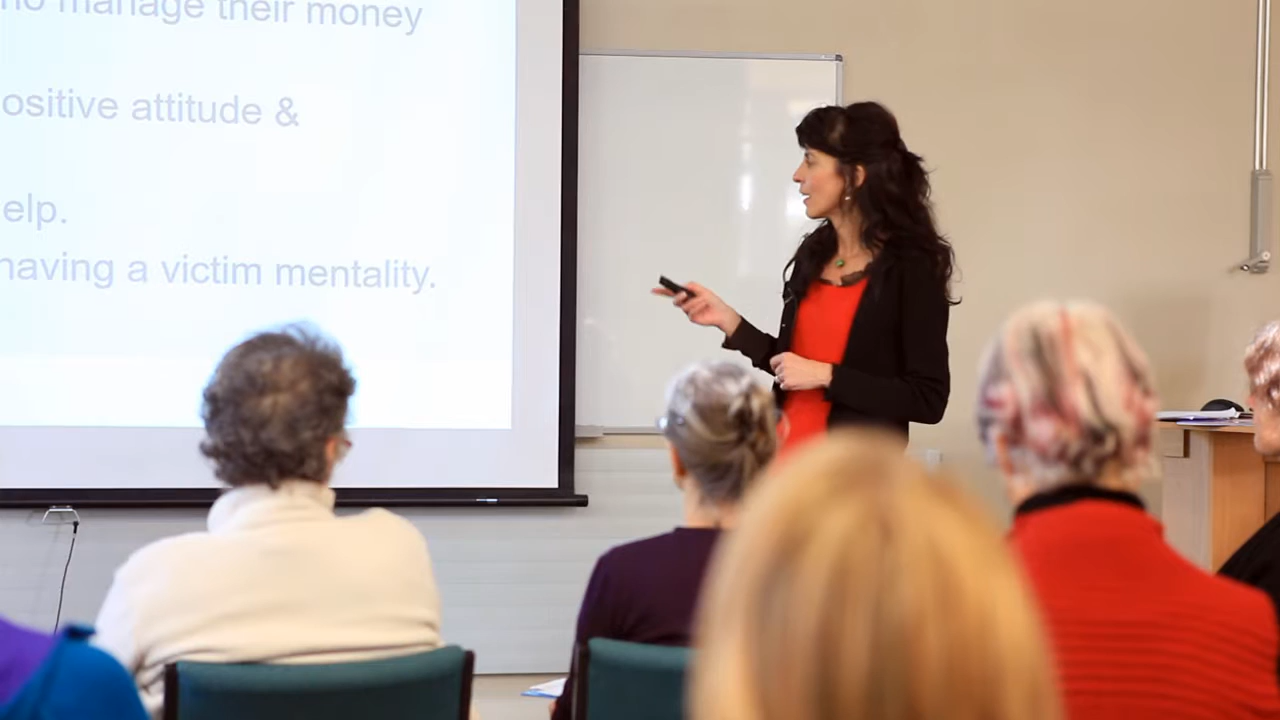 manage their money
ositive attitude &
elp.
having a victim mentality.